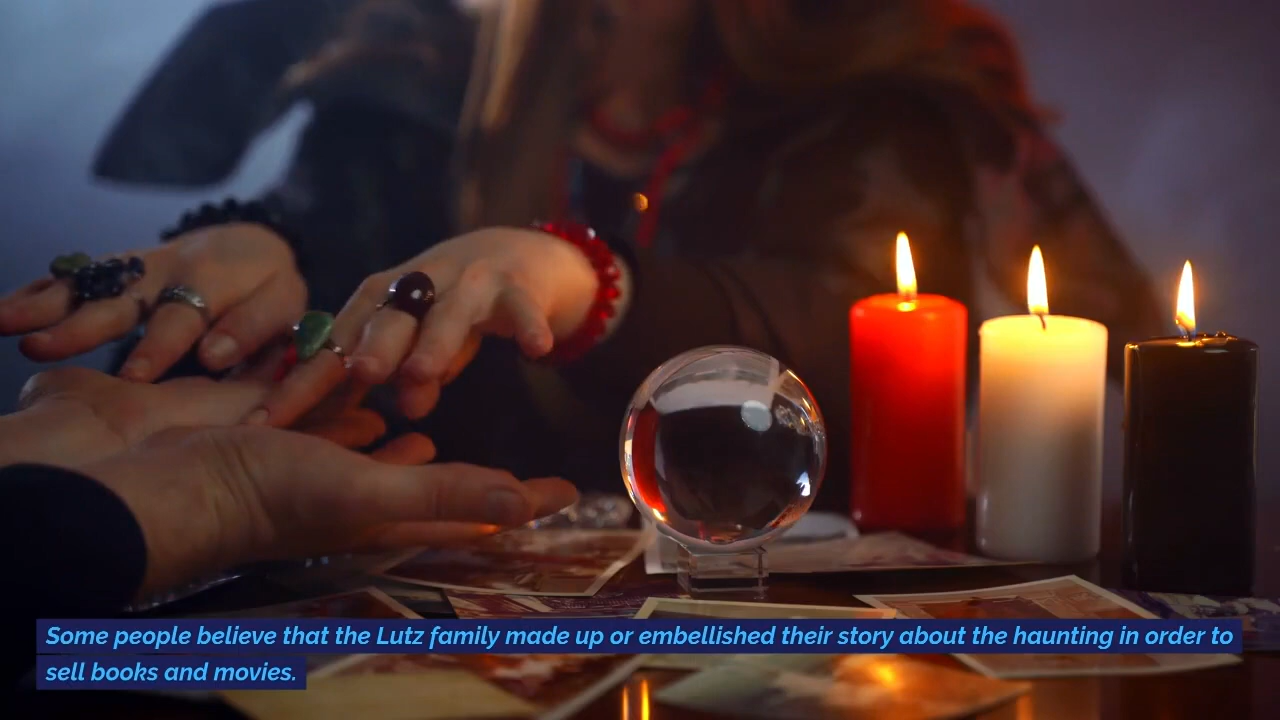 Some people believe that the Lutz family made up or embellished their story about the haunting in order to
sell books and movies.